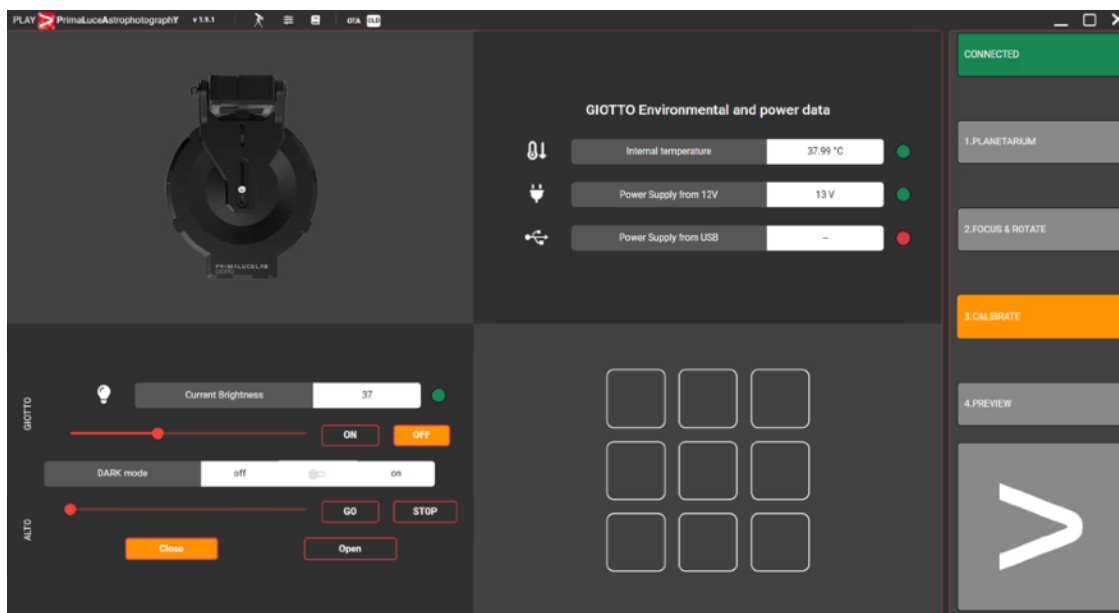 PLAY PrimaLuceAstrophotographY v 1.9.1 OTA CLD
CONNECTED
GIOTTO Environmental and power data
Internal temperature 37.99 °C
1.PLANETARIUM
Power Supply from 12V 13 V
Power Supply from USB --
2.FOCUS & ROTATE
PRIMALUCELAB
GIOTTO
3.CALIBRATE
GIOTTO
Current Brightness 37
4.PREVIEW
ON OFF
DARK mode off on
ALTO
GO STOP
Close Open